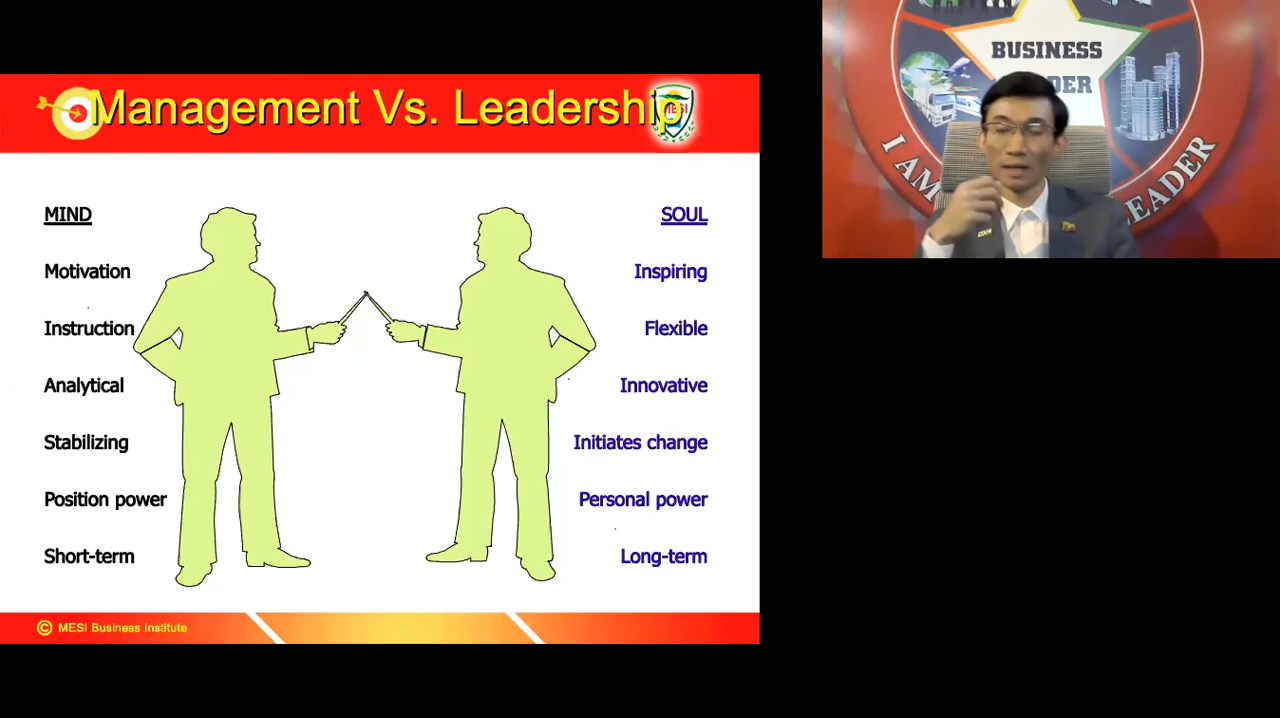 Management Vs. Leadership
MESI
MIND
SOUL
Motivation
Inspiring
Instruction
Flexible
Analytical
Innovative
Stabilizing
Initiates change
Position power
Personal power
Short-term
Long-term
© MESI Business Institute
BUSINESS
I AM
LEADER